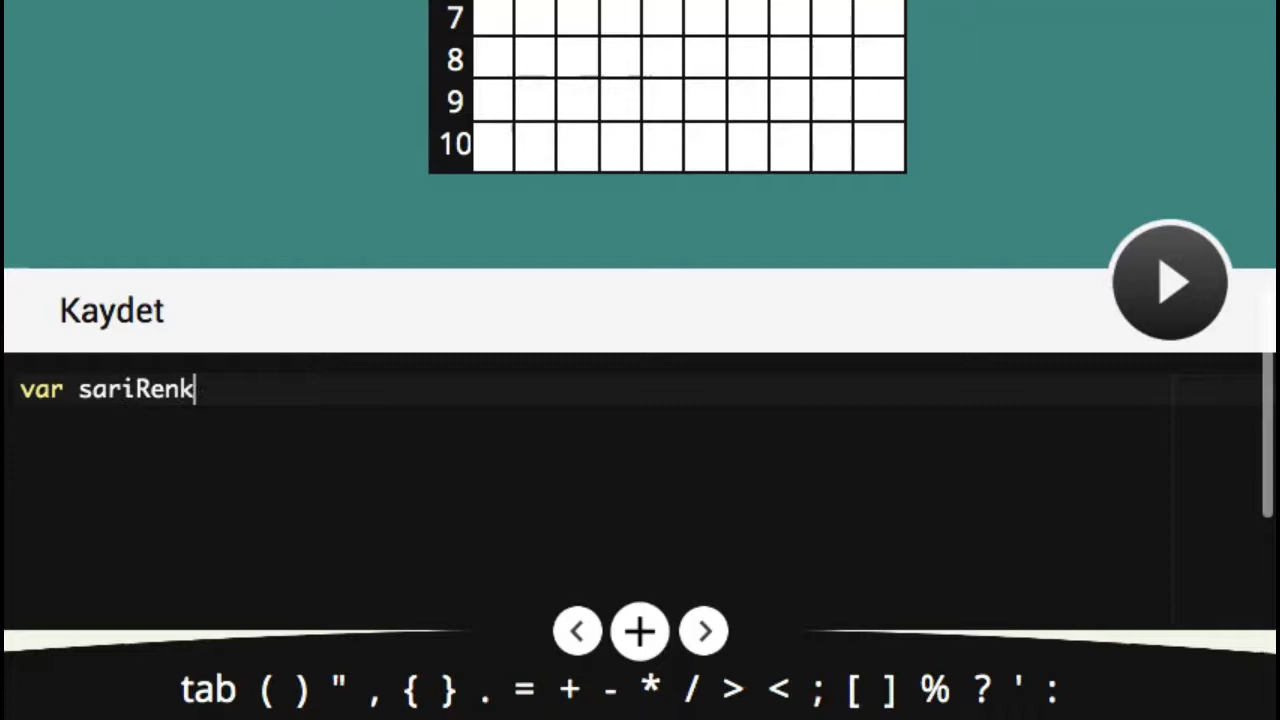 7
8
9
10
Kaydet
var sariRenk
tab ( ) " , { } . = + - * / > < ; [ ] % ? ' :